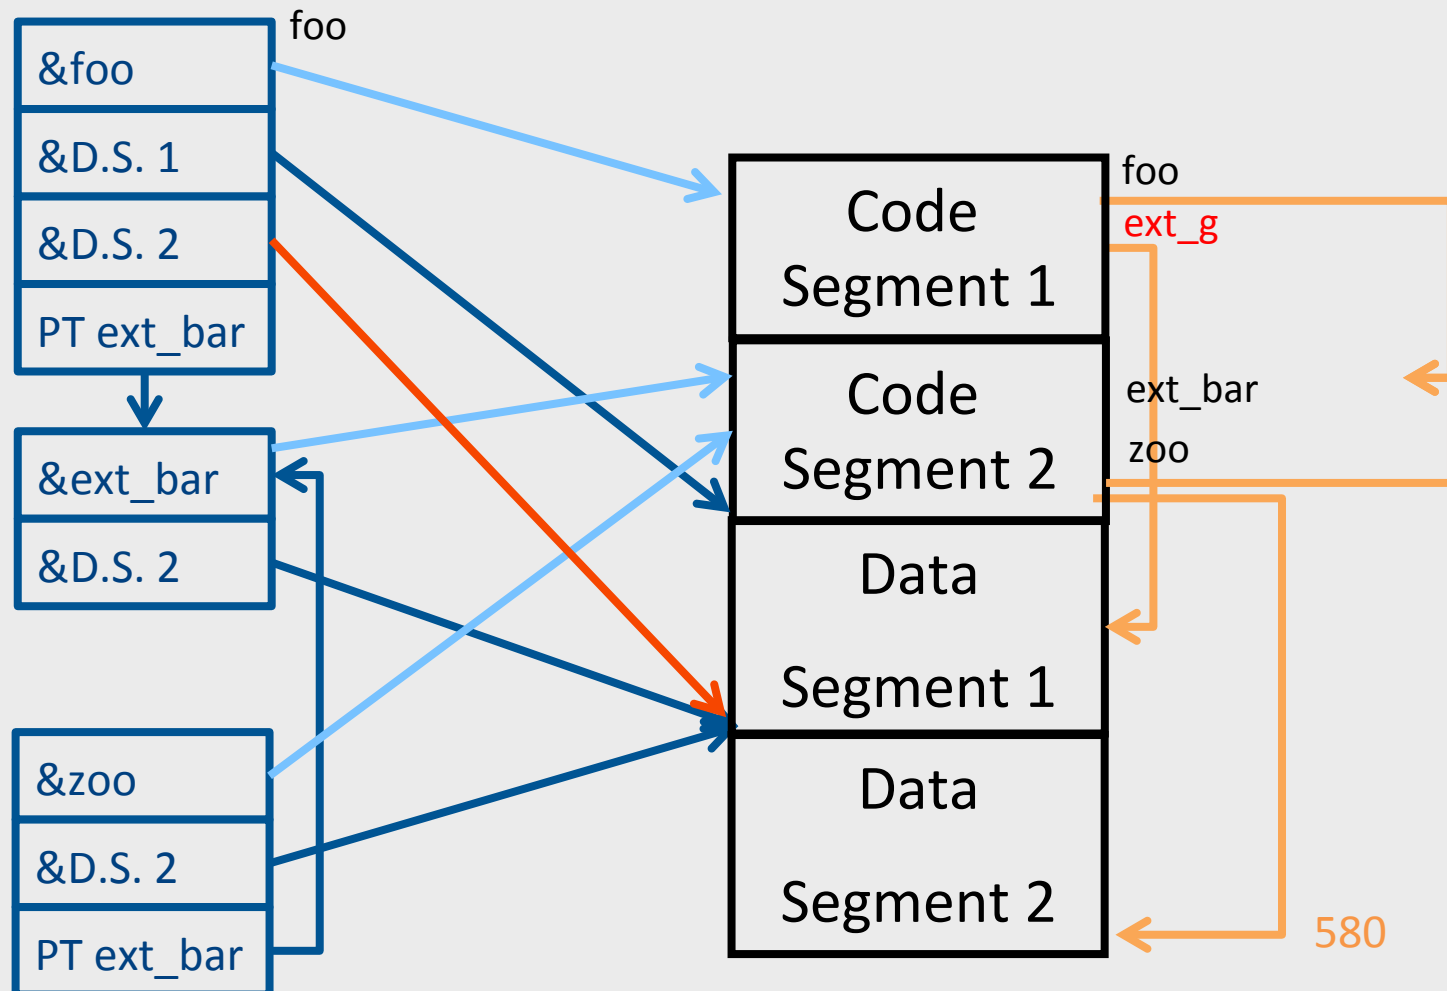 foo
&foo
&D.S. 1
&D.S. 2
PT ext_bar
&ext_bar
&D.S. 2
&zoo
&D.S. 2
PT ext_bar
Code
Segment 1
Code
Segment 2
Data
Segment 1
Data
Segment 2
foo
ext_g
ext_bar
zoo
580